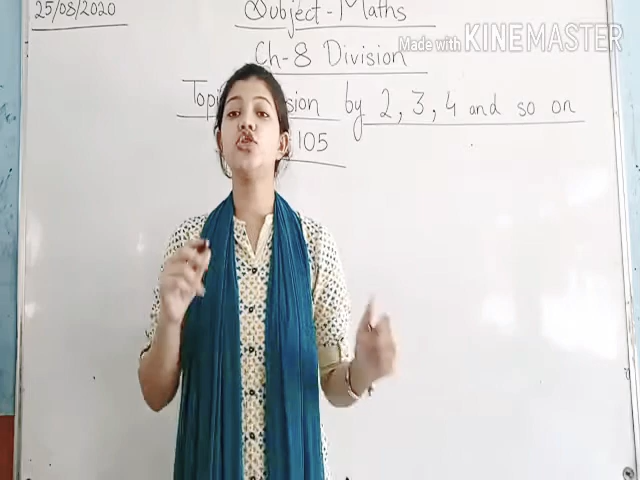 25/08/2020
Subject - Maths
Made with KINEMASTER
Ch-8 Division
by 2, 3, 4 and so on
105